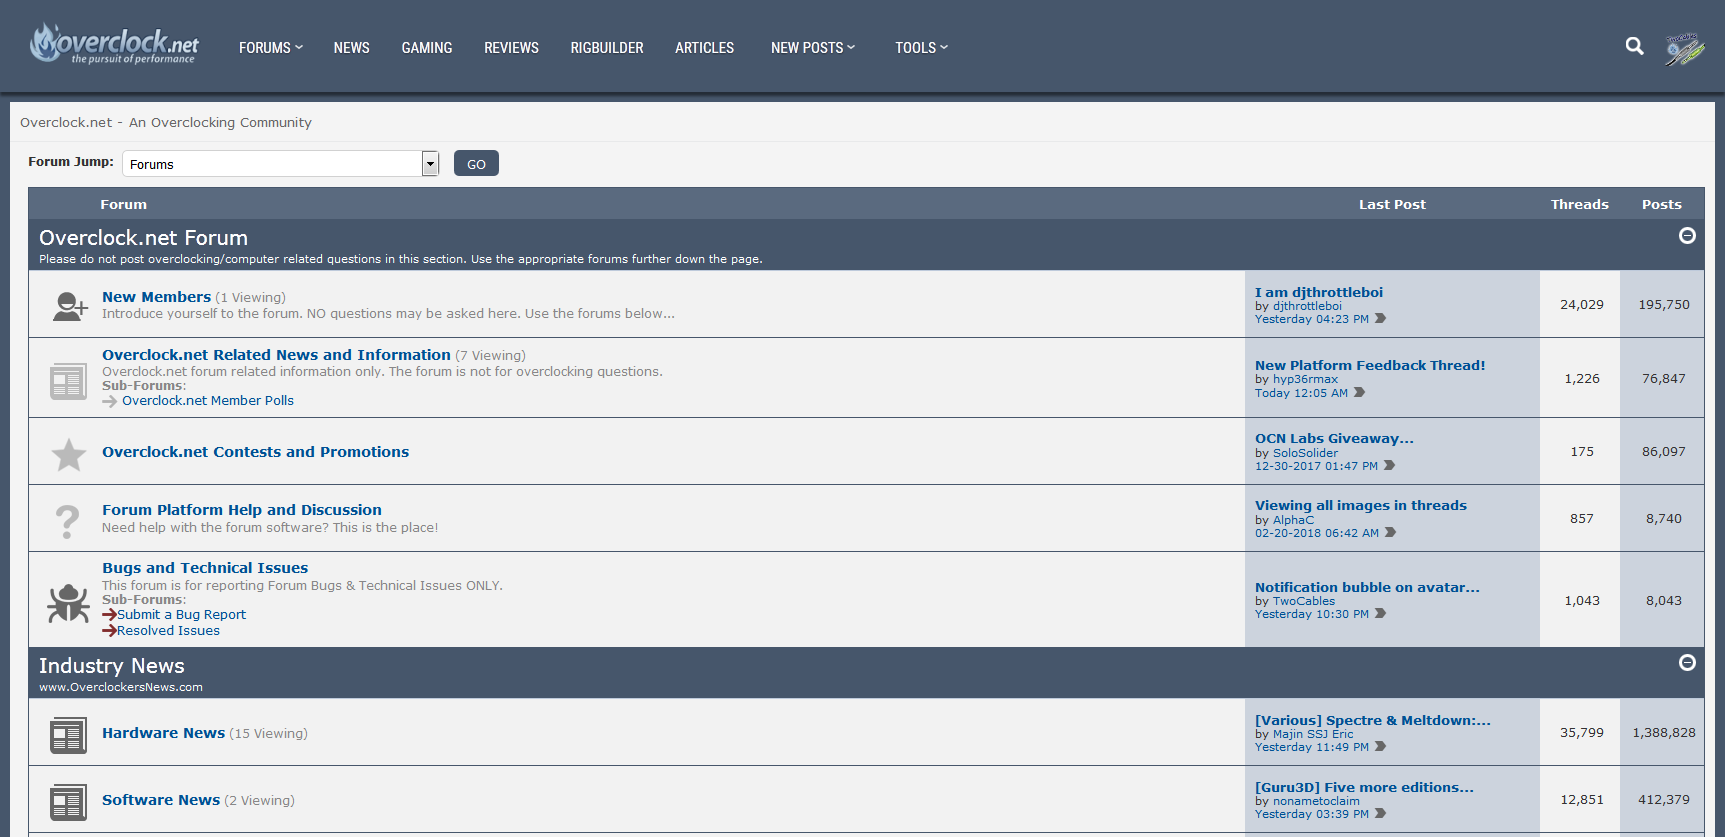 overclock.net
the pursuit of performance
FORUMS NEWS GAMING REVIEWS RIGBUILDER ARTICLES NEW POSTS TOOLS
Overclock.net - An Overclocking Community
Forum Jump: Forums GO
Forum Last Post Threads Posts
Overclock.net Forum
Please do not post overclocking/computer related questions in this section. Use the appropriate forums further down the page.
New Members (1 Viewing)
Introduce yourself to the forum. NO questions may be asked here. Use the forums below...
I am djthrottleboi
by djthrottleboi
Yesterday 04:23 PM
24,029 195,750
Overclock.net Related News and Information (7 Viewing)
Overclock.net forum related information only. The forum is not for overclocking questions.
Sub-Forums:
Overclock.net Member Polls
New Platform Feedback Thread!
by hyp36rmax
Today 12:05 AM
1,226 76,847
Overclock.net Contests and Promotions
OCN Labs Giveaway...
by SoloSolider
12-30-2017 01:47 PM
175 86,097
Forum Platform Help and Discussion
Need help with the forum software? This is the place!
Viewing all images in threads
by AlphaC
02-20-2018 06:42 AM
857 8,740
Bugs and Technical Issues
This forum is for reporting Forum Bugs & Technical Issues ONLY.
Sub-Forums:
Submit a Bug Report
Resolved Issues
Notification bubble on avatar...
by TwoCables
Yesterday 10:30 PM
1,043 8,043
Industry News
www.OverclockersNews.com
Hardware News (15 Viewing)
[Various] Spectre & Meltdown:...
by Majin SSJ Eric
Yesterday 11:49 PM
35,799 1,388,828
Software News (2 Viewing)
[Guru3D] Five more editions...
by nonametoclaim
Yesterday 03:39 PM
12,851 412,379